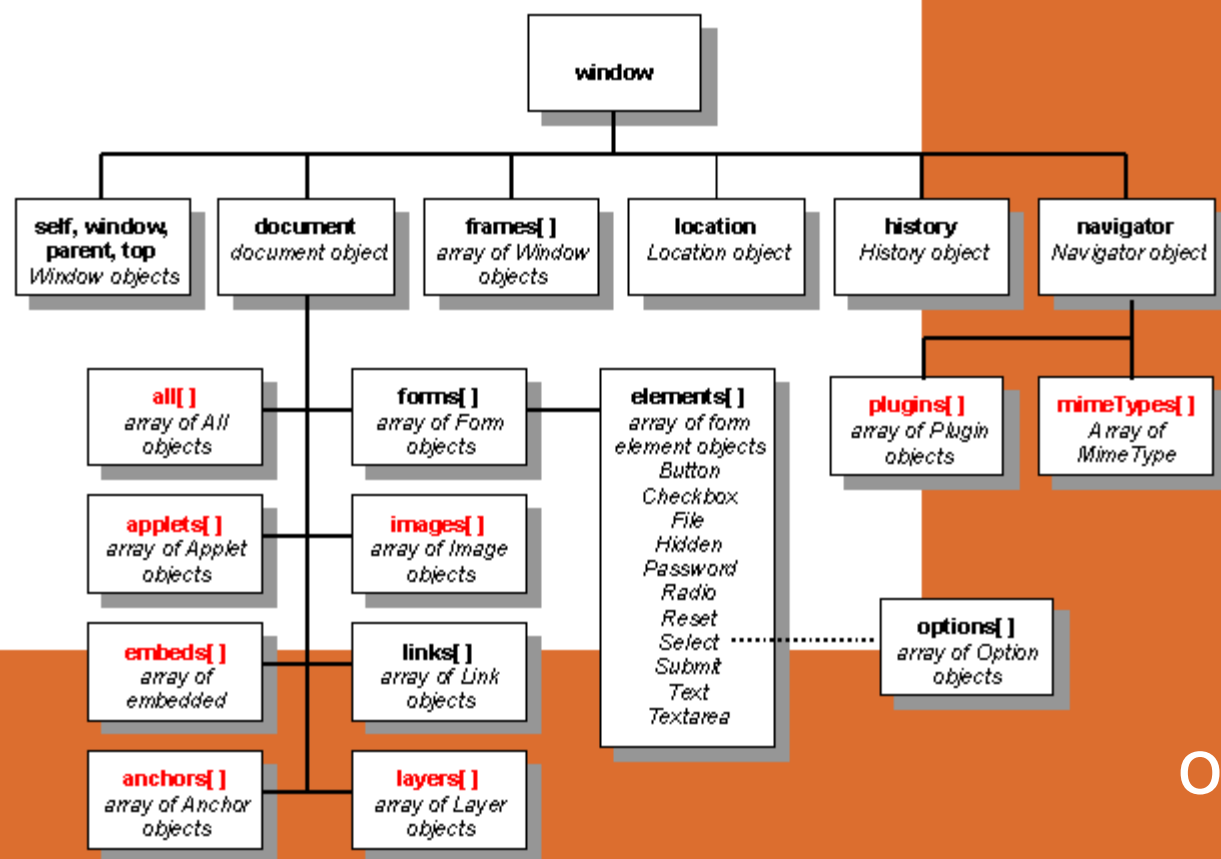 window
self, window,
parent, top
Window objects
document
document object
frames[ ]
array of Window
objects
location
Location object
history
History object
navigator
Navigator object
all[ ]
array of All
objects
forms[ ]
array of Form
objects
elements[ ]
array of form
element objects
Button
Checkbox
File
Hidden
Password
Radio
Reset
Select
Submit
Text
Textarea
plugins[ ]
array of Plugin
objects
mimeTypes[ ]
Array of
MimeType
applets[ ]
array of Applet
objects
images[ ]
array of Image
objects
embeds[ ]
array of
embedded
links[ ]
array of Link
objects
options[ ]
array of Option
objects
anchors[ ]
array of Anchor
objects
layers[ ]
array of Layer
objects
o